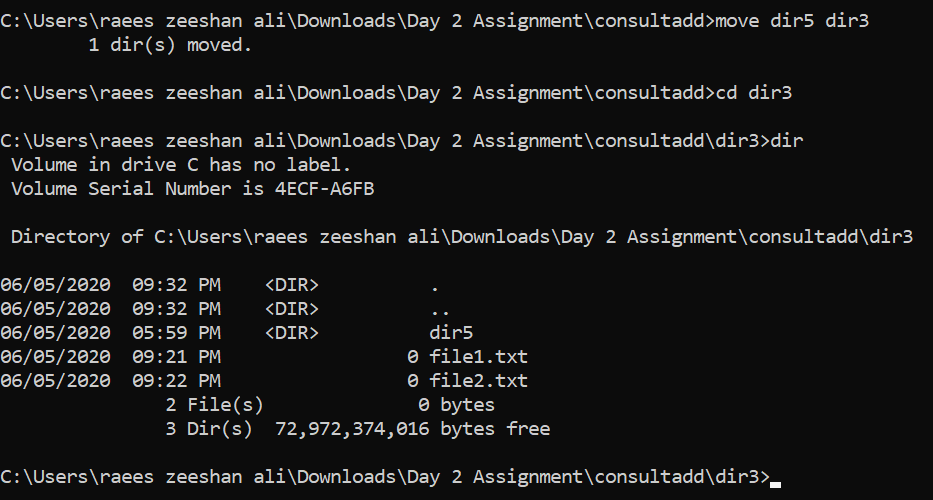 C:\Users\raees zeeshan ali\Downloads\Day 2 Assignment\consultadd>move dir5 dir3
        1 dir(s) moved.

C:\Users\raees zeeshan ali\Downloads\Day 2 Assignment\consultadd>cd dir3

C:\Users\raees zeeshan ali\Downloads\Day 2 Assignment\consultadd\dir3>dir
 Volume in drive C has no label.
 Volume Serial Number is 4ECF-A6FB

 Directory of C:\Users\raees zeeshan ali\Downloads\Day 2 Assignment\consultadd\dir3

06/05/2020  09:32 PM    <DIR>          .
06/05/2020  09:32 PM    <DIR>          ..
06/05/2020  05:59 PM    <DIR>          dir5
06/05/2020  09:21 PM                 0 file1.txt
06/05/2020  09:22 PM                 0 file2.txt
               2 File(s)              0 bytes
               3 Dir(s)  72,972,374,016 bytes free

C:\Users\raees zeeshan ali\Downloads\Day 2 Assignment\consultadd\dir3>